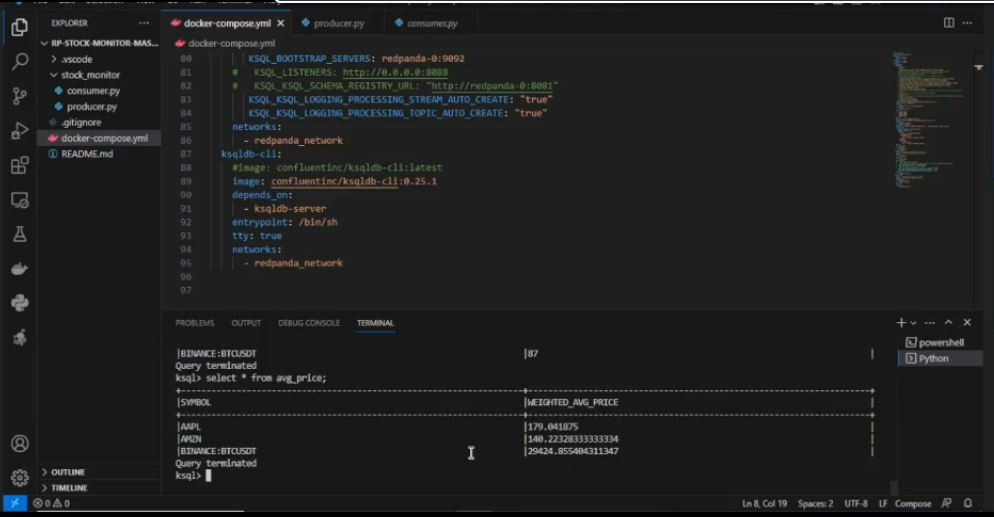 EXPLORER
docker-compose.yml
producer.py
consumer.py
RP-STOCK-MONITOR-MAS...
docker-compose.yml
.vscode
stock_monitor
consumer.py
producer.py
.gitignore
docker-compose.yml
README.md
80 KSQL_BOOTSTRAP_SERVERS: redpanda-0:9092
81 # KSQL_LISTENERS: http://0.0.0.0:8088
82 # KSQL_KSQL_SCHEMA_REGISTRY_URL: "http://redpanda-0:8081"
83 KSQL_KSQL_LOGGING_PROCESSING_STREAM_AUTO_CREATE: "true"
84 KSQL_KSQL_LOGGING_PROCESSING_TOPIC_AUTO_CREATE: "true"
85 networks:
86 - redpanda_network
87 ksqldb-cli:
88 #image: confluentinc/ksqldb-cli:latest
89 image: confluentinc/ksqldb-cli:0.25.1
90 depends_on:
91 - ksqldb-server
92 entrypoint: /bin/sh
93 tty: true
94 networks:
95 - redpanda_network
96
97
PROBLEMS OUTPUT DEBUG CONSOLE TERMINAL
powershell
Python
|BINANCE:BTCUSDT |87 |
Query terminated
ksql> select * from avg_price;
|SYMBOL |WEIGHTED_AVG_PRICE |
|AAPL |179.041875 |
|AMZN |140.22328333333334 |
|BINANCE:BTCUSDT |29424.855404311347 |
Query terminated
ksql>
OUTLINE
TIMELINE
0 0
Ln 8, Col 19 Spaces: 2 UTF-8 LF Compose